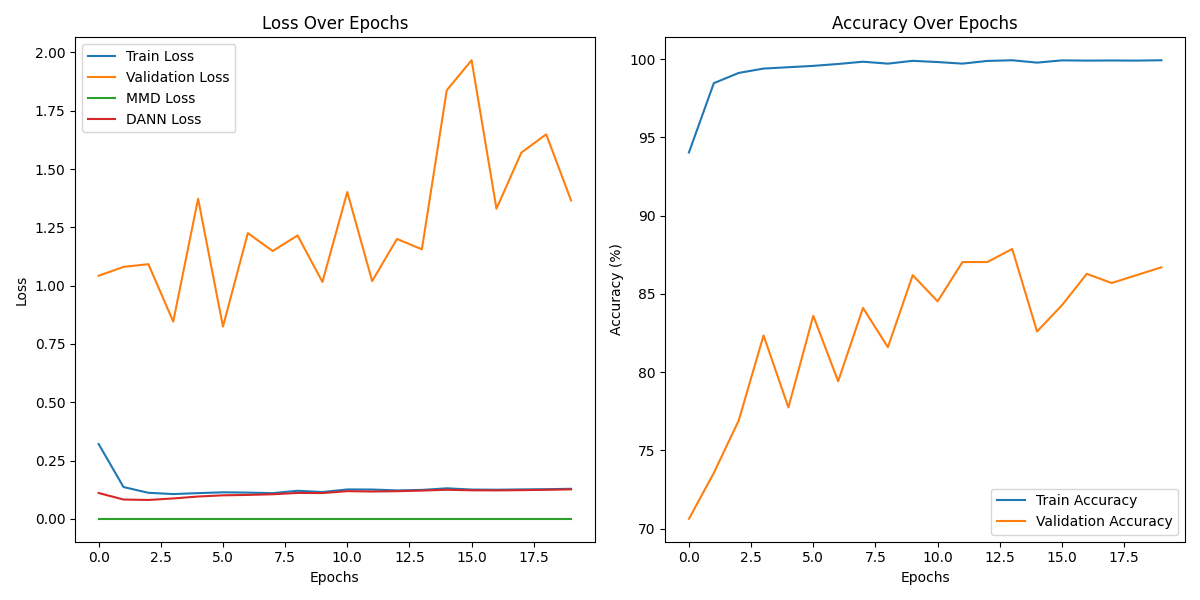 Loss Over Epochs
Train Loss
Validation Loss
MMD Loss
DANN Loss
2.00
1.75
1.50
1.25
1.00
0.75
0.50
0.25
0.00
Loss
0.0 2.5 5.0 7.5 10.0 12.5 15.0 17.5
Epochs
Accuracy Over Epochs
100
95
90
85
80
75
70
Accuracy (%)
Train Accuracy
Validation Accuracy
0.0 2.5 5.0 7.5 10.0 12.5 15.0 17.5
Epochs